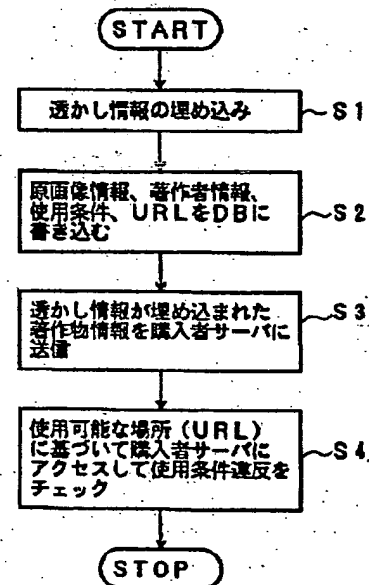 START
透かし情報の埋め込み
S1
原画像情報、著作者情報、
使用条件、URLをDBに
書き込む
S2
透かし情報が埋め込まれた
著作物情報を購入者サーバに
送信
S3
使用可能な場所(URL)
に基づいて購入者サーバに
アクセスして使用条件違反を
チェック
S4
STOP